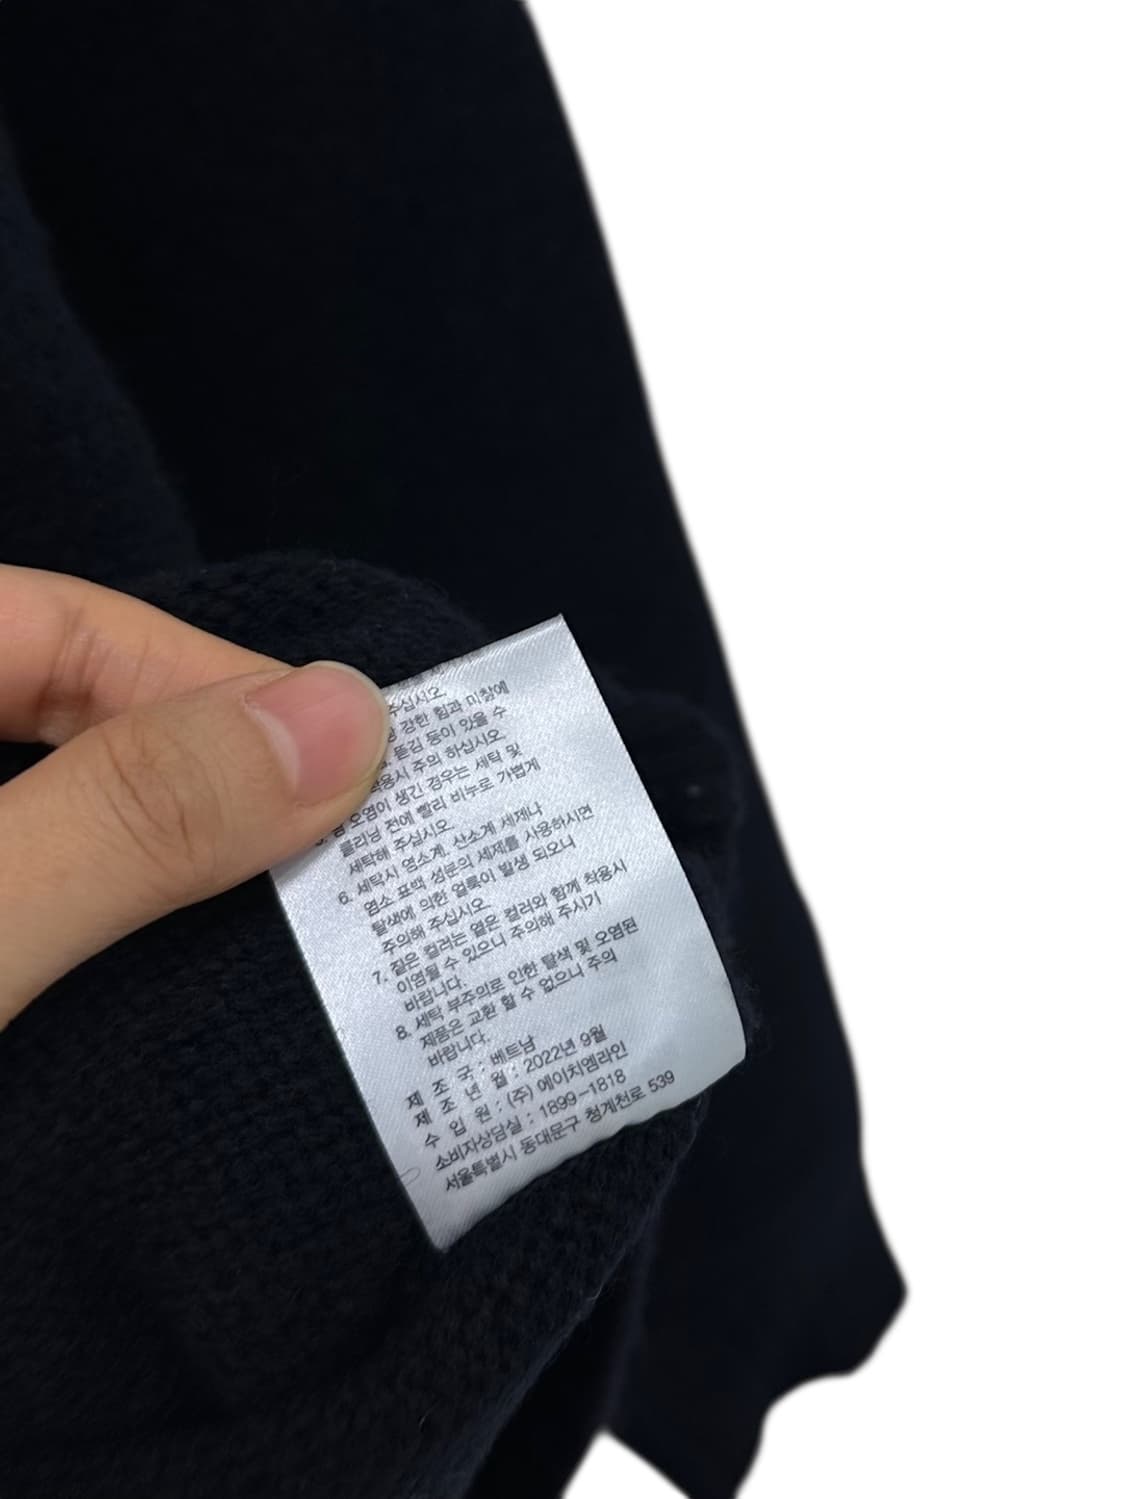 주십시오.
강한 힘과 마찰에
뜯김 등이 있을 수
착용시 주의 하십시오.
오염이 생긴 경우는 세탁 및
클리닝 전에 빨리 비누로 가볍게
세탁해 주십시오.
6. 세탁시 염소계, 산소계 세제나
염소 표백 성분의 세제를 사용하시면
탈색에 의한 얼룩이 발생 되오니
주의해 주십시오.
7. 짙은 컬러는 옅은 컬러와 함께 착용시
이염될 수 있으니 주의해 주시기
바랍니다.
8. 세탁 부주의로 인한 탈색 및 오염된
제품은 교환 할 수 없으니 주의
바랍니다.
제 조 국 : 베트남
제 조 년 월 : 2022년 9월
수 입 원 : (주) 에이치엠라인
소비자상담실 : 1899-1818
서울특별시 동대문구 청계천로 539